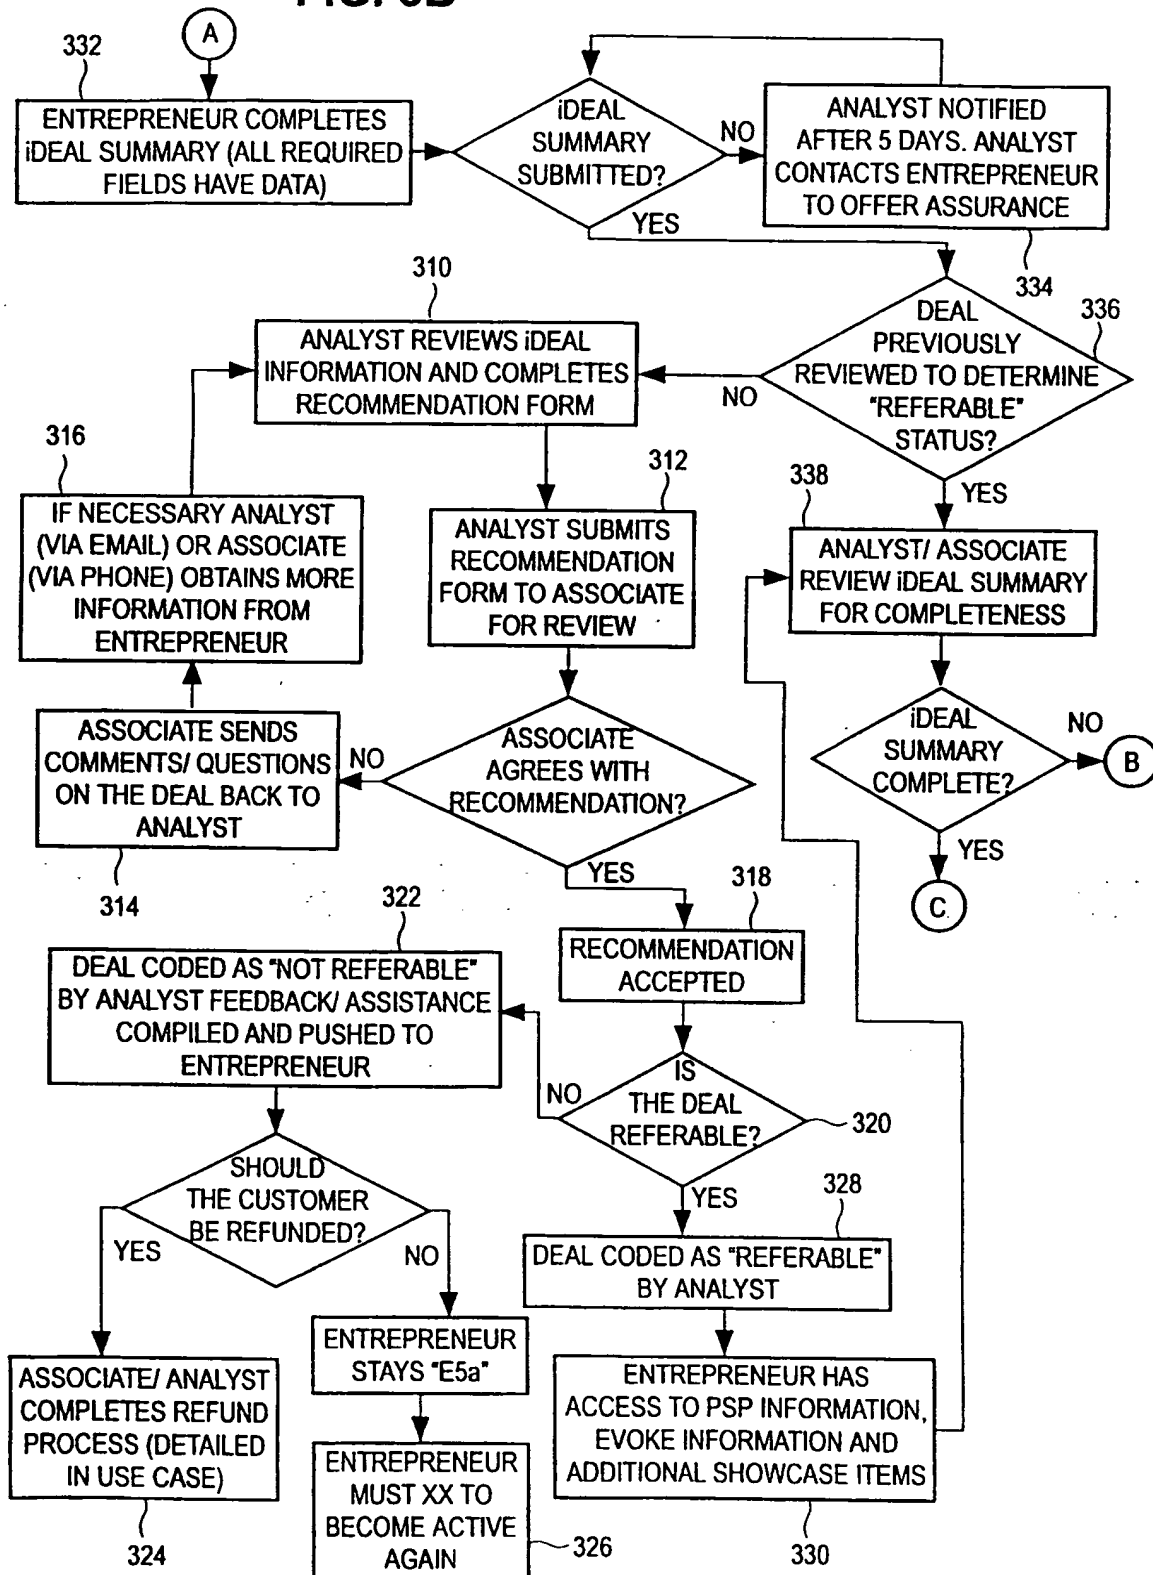 A
332
ENTREPRENEUR COMPLETES
iDEAL SUMMARY (ALL REQUIRED
FIELDS HAVE DATA)
iDEAL
SUMMARY
SUBMITTED?
NO
YES
ANALYST NOTIFIED
AFTER 5 DAYS. ANALYST
CONTACTS ENTREPRENEUR
TO OFFER ASSURANCE
334
310
ANALYST REVIEWS iDEAL
INFORMATION AND COMPLETES
RECOMMENDATION FORM
DEAL
PREVIOUSLY
REVIEWED TO DETERMINE
"REFERABLE"
STATUS?
336
NO
YES
316
IF NECESSARY ANALYST
(VIA EMAIL) OR ASSOCIATE
(VIA PHONE) OBTAINS MORE
INFORMATION FROM
ENTREPRENEUR
312
ANALYST SUBMITS
RECOMMENDATION
FORM TO ASSOCIATE
FOR REVIEW
338
ANALYST/ ASSOCIATE
REVIEW iDEAL SUMMARY
FOR COMPLETENESS
ASSOCIATE SENDS
COMMENTS/ QUESTIONS
ON THE DEAL BACK TO
ANALYST
314
NO
ASSOCIATE
AGREES WITH
RECOMMENDATION?
YES
iDEAL
SUMMARY
COMPLETE?
NO
B
YES
C
318
RECOMMENDATION
ACCEPTED
322
DEAL CODED AS "NOT REFERABLE"
BY ANALYST FEEDBACK/ ASSISTANCE
COMPILED AND PUSHED TO
ENTREPRENEUR
NO
IS
THE DEAL
REFERABLE?
320
YES
SHOULD
THE CUSTOMER
BE REFUNDED?
YES
NO
328
DEAL CODED AS "REFERABLE"
BY ANALYST
ENTREPRENEUR
STAYS "E5a"
ASSOCIATE/ ANALYST
COMPLETES REFUND
PROCESS (DETAILED
IN USE CASE)
324
ENTREPRENEUR
MUST XX TO
BECOME ACTIVE
AGAIN
326
ENTREPRENEUR HAS
ACCESS TO PSP INFORMATION,
EVOKE INFORMATION AND
ADDITIONAL SHOWCASE ITEMS
330